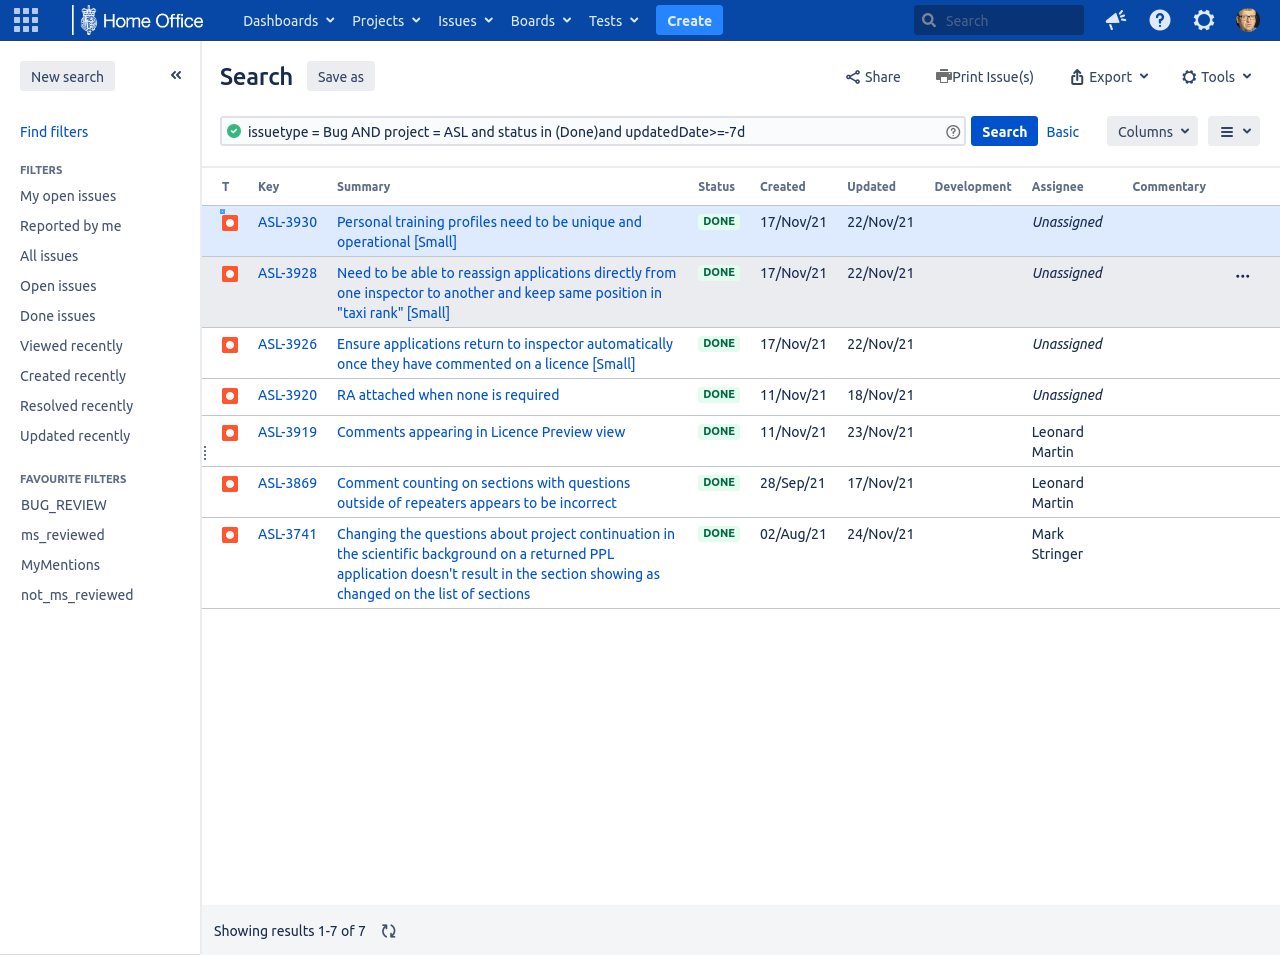 Home Office Dashboards Projects Issues Boards Tests Create Search
New search
Find filters
FILTERS
My open issues
Reported by me
All issues
Open issues
Done issues
Viewed recently
Created recently
Resolved recently
Updated recently
FAVOURITE FILTERS
BUG_REVIEW
ms_reviewed
MyMentions
not_ms_reviewed
Search Save as Share Print Issue(s) Export Tools
issuetype = Bug AND project = ASL and status in (Done)and updatedDate>=-7d Search Basic Columns
T Key Summary Status Created Updated Development Assignee Commentary
ASL-3930 Personal training profiles need to be unique and DONE 17/Nov/21 22/Nov/21 Unassigned
operational [Small]
ASL-3928 Need to be able to reassign applications directly from DONE 17/Nov/21 22/Nov/21 Unassigned
one inspector to another and keep same position in
"taxi rank" [Small]
ASL-3926 Ensure applications return to inspector automatically DONE 17/Nov/21 22/Nov/21 Unassigned
once they have commented on a licence [Small]
ASL-3920 RA attached when none is required DONE 11/Nov/21 18/Nov/21 Unassigned
ASL-3919 Comments appearing in Licence Preview view DONE 11/Nov/21 23/Nov/21 Leonard
Martin
ASL-3869 Comment counting on sections with questions DONE 28/Sep/21 17/Nov/21 Leonard
outside of repeaters appears to be incorrect Martin
ASL-3741 Changing the questions about project continuation in DONE 02/Aug/21 24/Nov/21 Mark
the scientific background on a returned PPL Stringer
application doesn't result in the section showing as
changed on the list of sections
Showing results 1-7 of 7